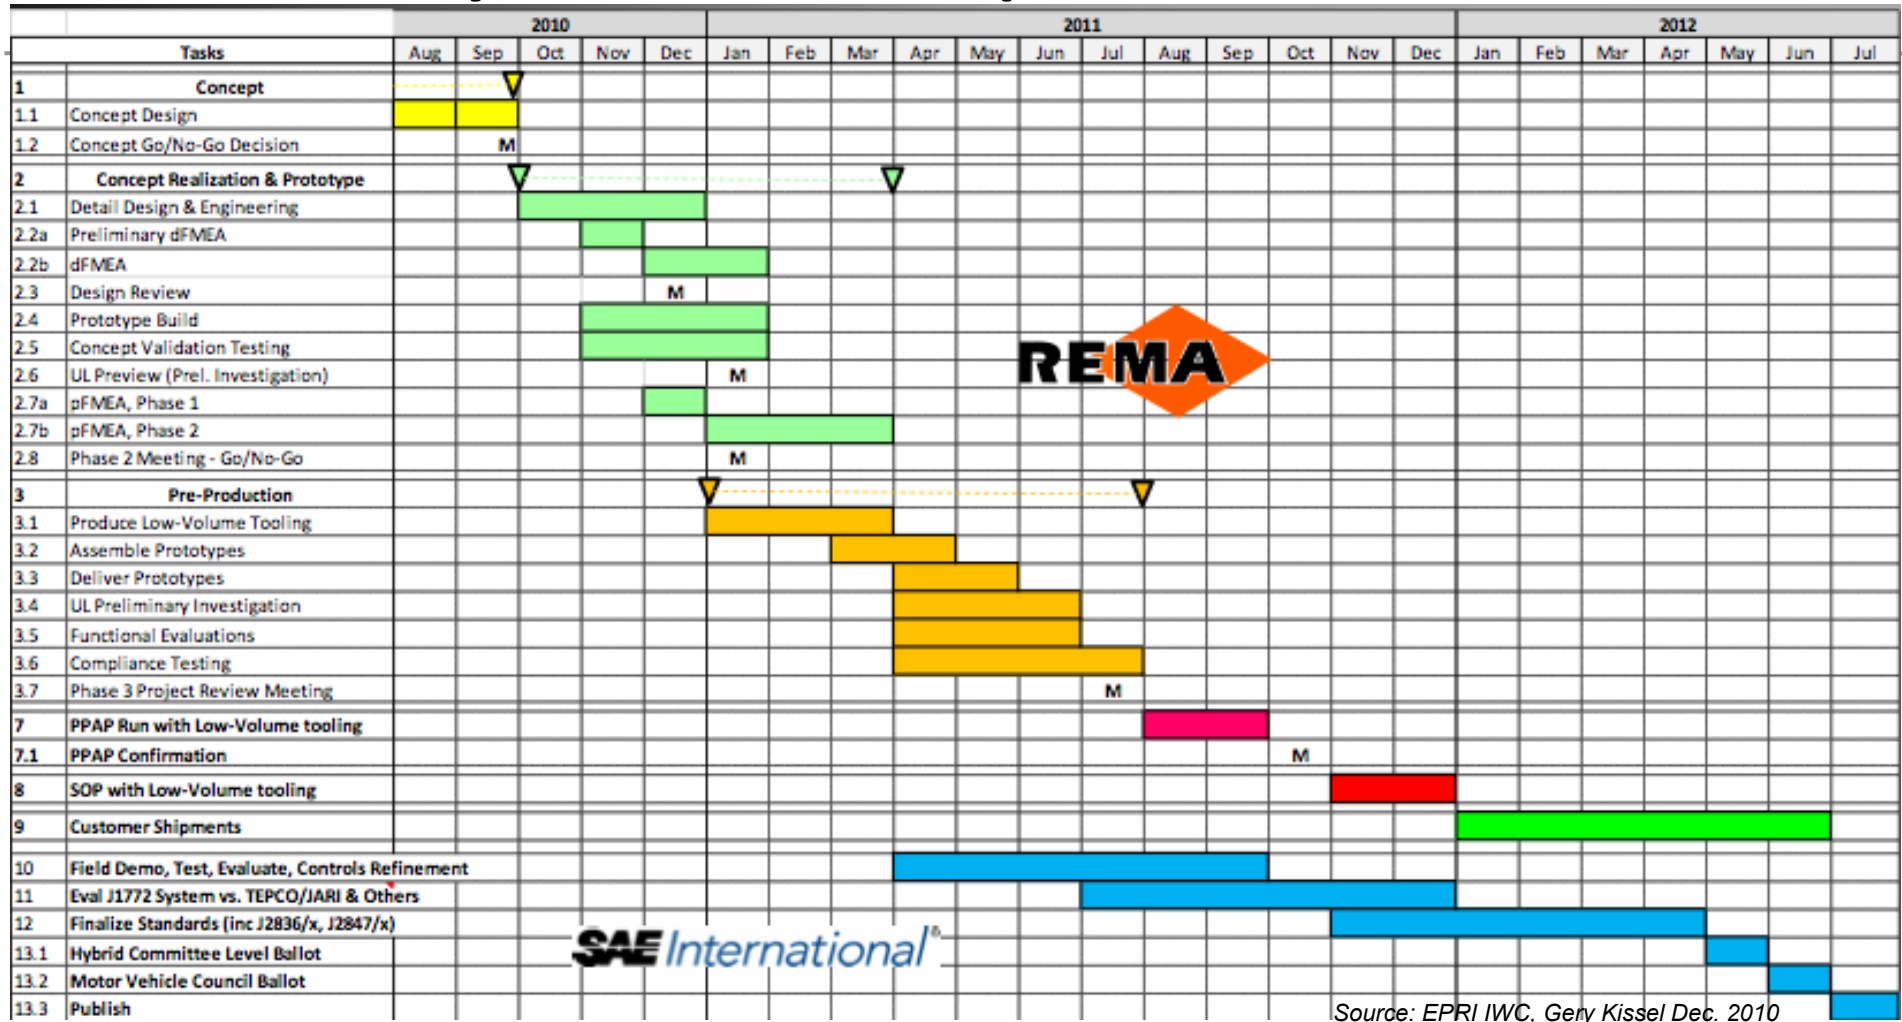 2010 2011 2012
Tasks Aug Sep Oct Nov Dec Jan Feb Mar Apr May Jun Jul Aug Sep Oct Nov Dec Jan Feb Mar Apr May Jun Jul
1 Concept
1.1 Concept Design
1.2 Concept Go/No-Go Decision M
2 Concept Realization & Prototype
2.1 Detail Design & Engineering
2.2a Preliminary dFMEA
2.2b dFMEA
2.3 Design Review M
2.4 Prototype Build
2.5 Concept Validation Testing
REMA
2.6 UL Preview (Prel. Investigation) M
2.7a pFMEA, Phase 1
2.7b pFMEA, Phase 2
2.8 Phase 2 Meeting - Go/No-Go M
3 Pre-Production
3.1 Produce Low-Volume Tooling
3.2 Assemble Prototypes
3.3 Deliver Prototypes
3.4 UL Preliminary Investigation
3.5 Functional Evaluations
3.6 Compliance Testing
3.7 Phase 3 Project Review Meeting M
7 PPAP Run with Low-Volume tooling
7.1 PPAP Confirmation M
8 SOP with Low-Volume tooling
9 Customer Shipments
10 Field Demo, Test, Evaluate, Controls Refinement
11 Eval J1772 System vs. TEPCO/JARI & Others
12 Finalize Standards (inc J2836/x, J2847/x)
SAE International®
13.1 Hybrid Committee Level Ballot
13.2 Motor Vehicle Council Ballot
13.3 Publish
Source: EPRI IWC, Gery Kissel Dec. 2010